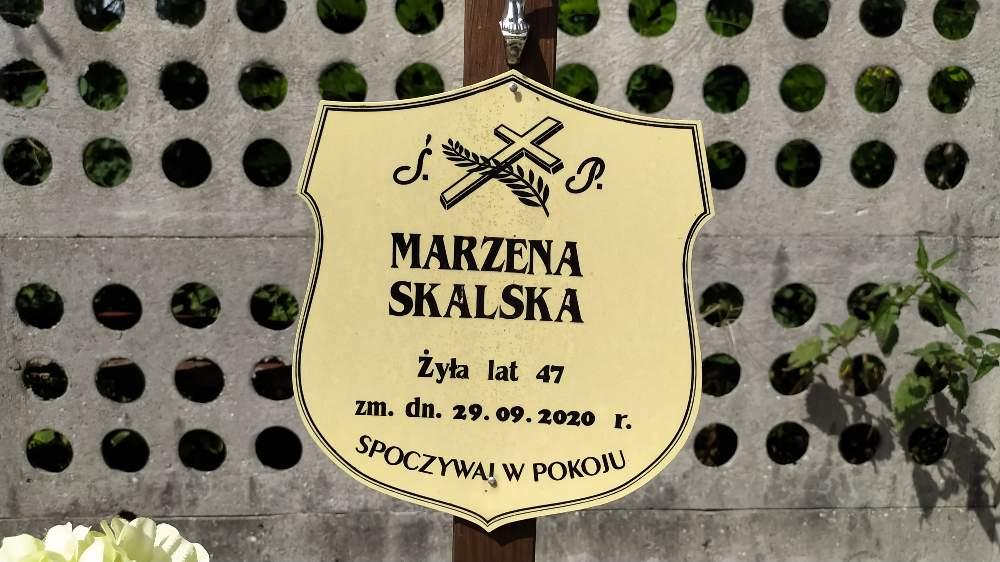 Ś. P.
MARZENA
SKALSKA
Żyła lat 47
zm. dn. 29.09.2020 r.
SPOCZYWAJ W POKOJU